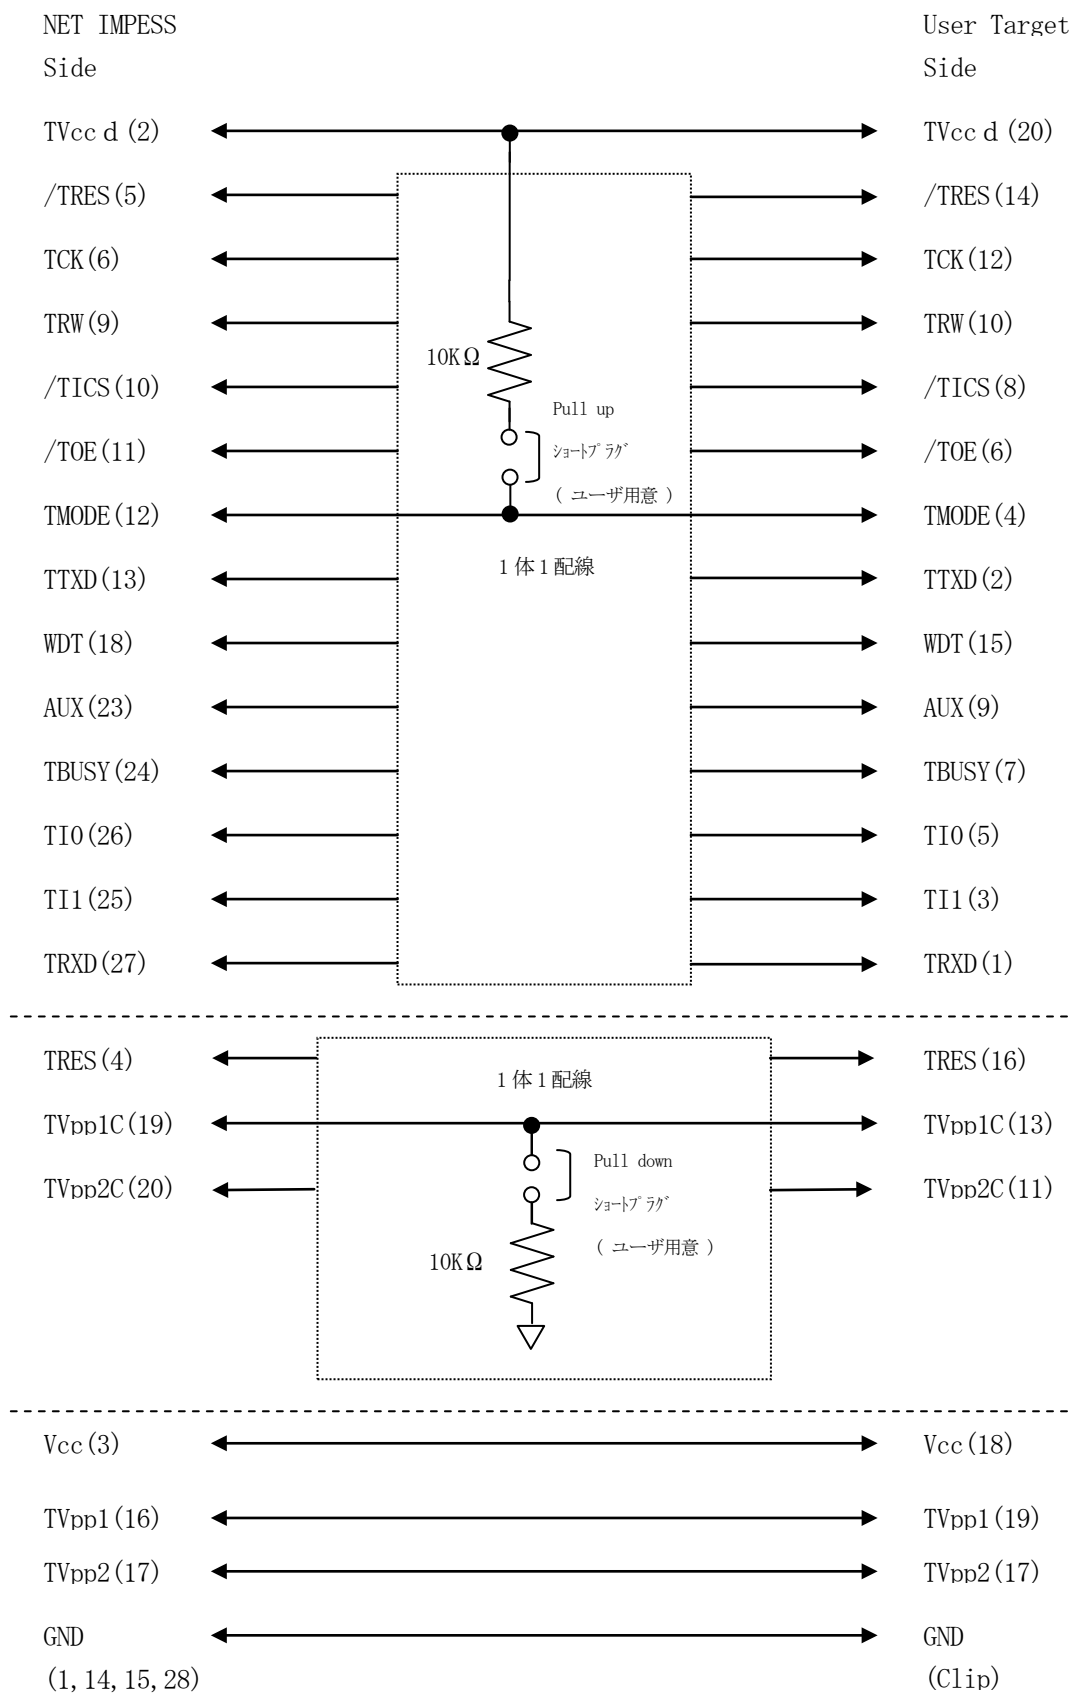 NET IMPESS User Target
Side Side
TVccｄ(2) TVccｄ(20)
/TRES(5) /TRES(14)
TCK(6) TCK(12)
TRW(9) TRW(10)
10KΩ
/TICS(10) /TICS(8)
Pull up
/TOE(11) ｼｮｰﾄﾌﾟﾗｸﾞ /TOE(6)
( ユーザ用意 )
TMODE(12) TMODE(4)
1体1配線
TTXD(13) TTXD(2)
WDT(18) WDT(15)
AUX(23) AUX(9)
TBUSY(24) TBUSY(7)
TIO(26) TIO(5)
TI1(25) TI1(3)
TRXD(27) TRXD(1)
TRES(4) TRES(16)
1体1配線
TVpp1C(19) TVpp1C(13)
Pull down
TVpp2C(20) TVpp2C(11)
ｼｮｰﾄﾌﾟﾗｸﾞ
( ユーザ用意 )
10KΩ
Vcc(3) Vcc(18)
TVpp1(16) TVpp1(19)
TVpp2(17) TVpp2(17)
GND GND
(1,14,15,28) (Clip)